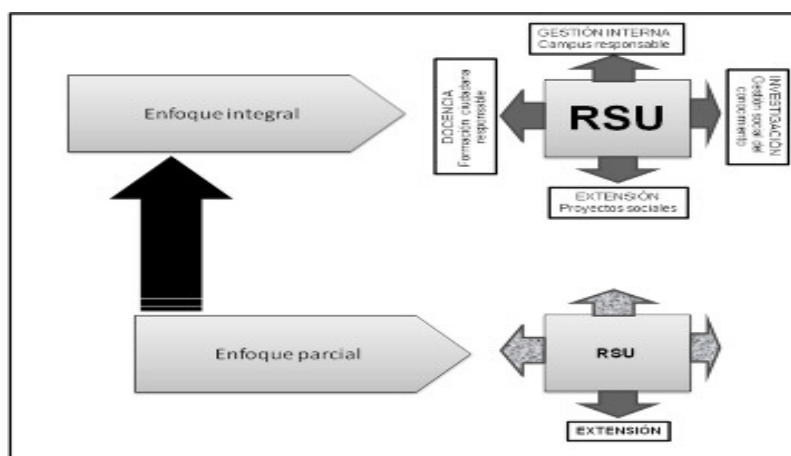 GESTIÓN INTERNA
Campus responsable
Enfoque integral
DOCENCIA
Formación ciudadana
responsable
RSU
INVESTIGACIÓN
Gestión social del
conocimiento
EXTENSIÓN
Proyectos sociales
Enfoque parcial
RSU
EXTENSIÓN